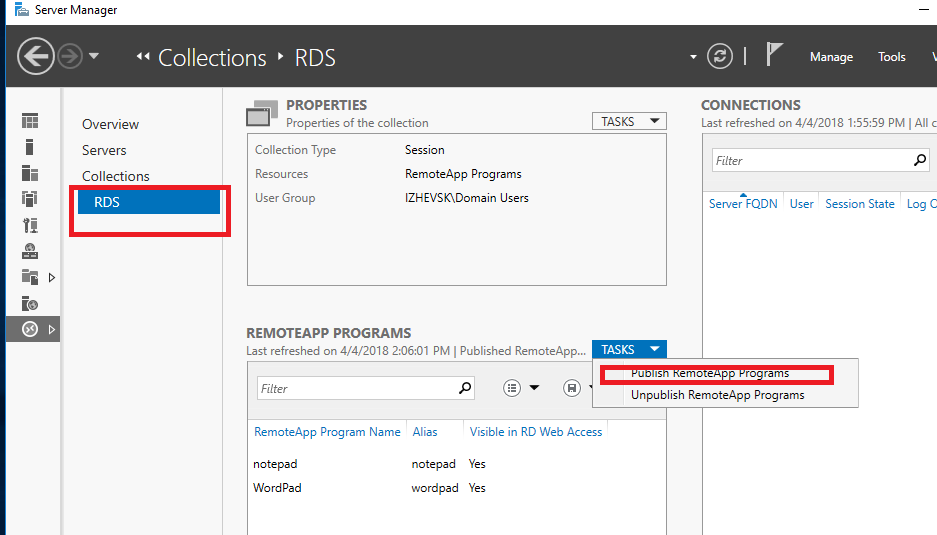 Server Manager
Collections RDS
Manage Tools
Overview
Servers
Collections
RDS
PROPERTIES
Properties of the collection
TASKS
Collection Type Session
Resources RemoteApp Programs
User Group IZHEVSK\Domain Users
REMOTEAPP PROGRAMS
Last refreshed on 4/4/2018 2:06:01 PM | Published RemoteApp...
TASKS
Publish RemoteApp Programs
Unpublish RemoteApp Programs
Filter
RemoteApp Program Name Alias Visible in RD Web Access
notepad notepad Yes
WordPad wordpad Yes
CONNECTIONS
Last refreshed on 4/4/2018 1:55:59 PM | All c
Filter
Server FQDN User Session State Log O